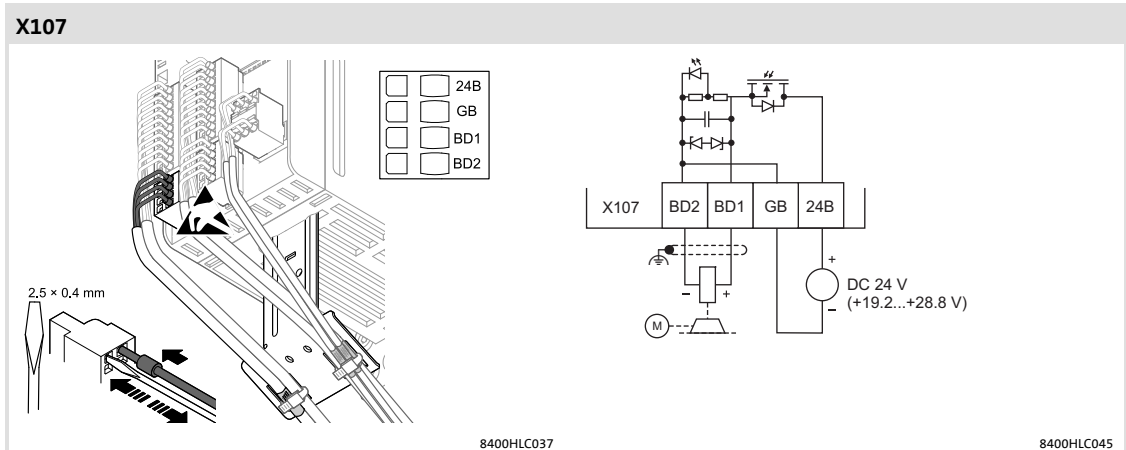 X107
24B
GB
BD1
BD2
2.5 × 0.4 mm
8400HLC037
X107 BD2 BD1 GB 24B
+
DC 24 V
(+19.2...+28.8 V)
–
– +
M
8400HLC045